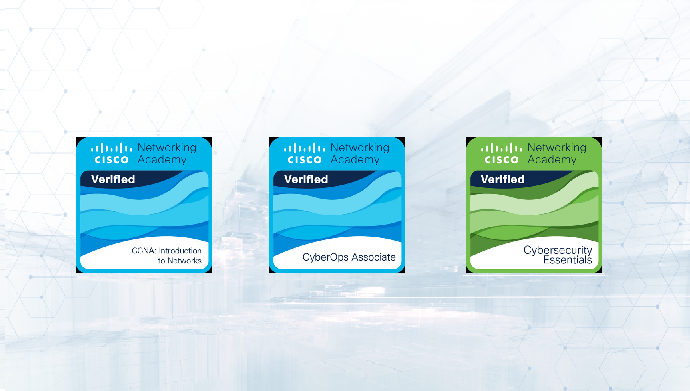 Networking
CISCO Academy
Verified
CCNA: Introduction
to Networks
Networking
CISCO Academy
Verified
CyberOps Associate
Networking
CISCO Academy
Verified
Cybersecurity
Essentials